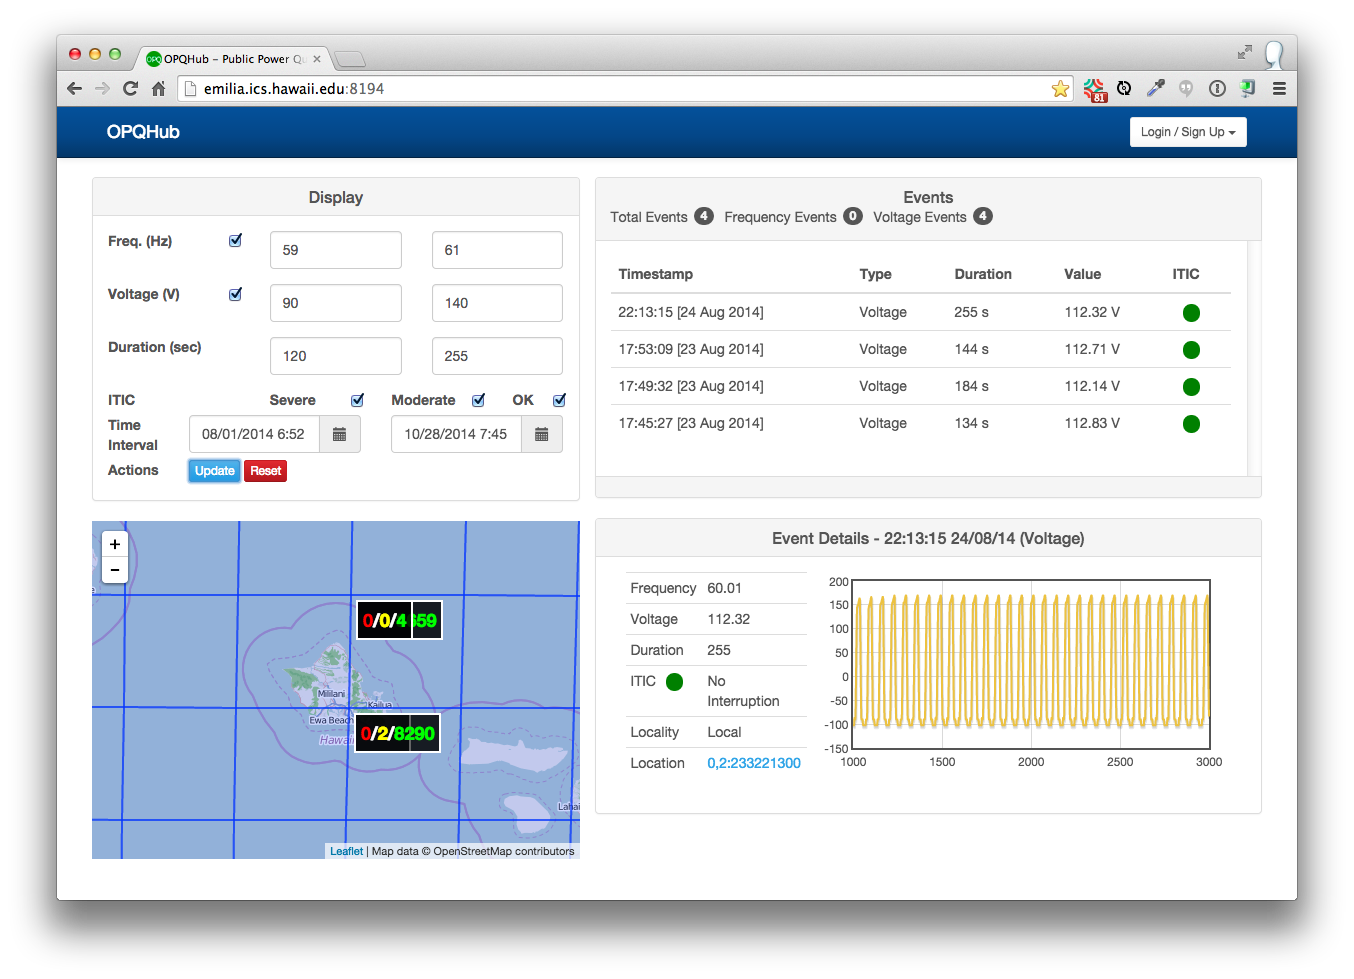 OPQHub – Public Power Qu
emilia.ics.hawaii.edu:8194
81
OPQHub
Login / Sign Up
Display
Freq. (Hz) 59 61
Voltage (V) 90 140
Duration (sec) 120 255
ITIC Severe Moderate OK
Time Interval 08/01/2014 6:52 10/28/2014 7:45
Actions Update Reset
Events
Total Events 4 Frequency Events 0 Voltage Events 4
Timestamp Type Duration Value ITIC
22:13:15 [24 Aug 2014] Voltage 255 s 112.32 V
17:53:09 [23 Aug 2014] Voltage 144 s 112.71 V
17:49:32 [23 Aug 2014] Voltage 184 s 112.14 V
17:45:27 [23 Aug 2014] Voltage 134 s 112.83 V
+
−
0/0/4 659
Mililani
Kailua
Ewa Beach
0/2/8290
Hawai
Lahai
Leaflet | Map data © OpenStreetMap contributors
Event Details - 22:13:15 24/08/14 (Voltage)
Frequency 60.01
Voltage 112.32
Duration 255
ITIC No
Interruption
Locality Local
Location 0,2:233221300
200
150
100
50
0
-50
-100
-150
1000 1500 2000 2500 3000